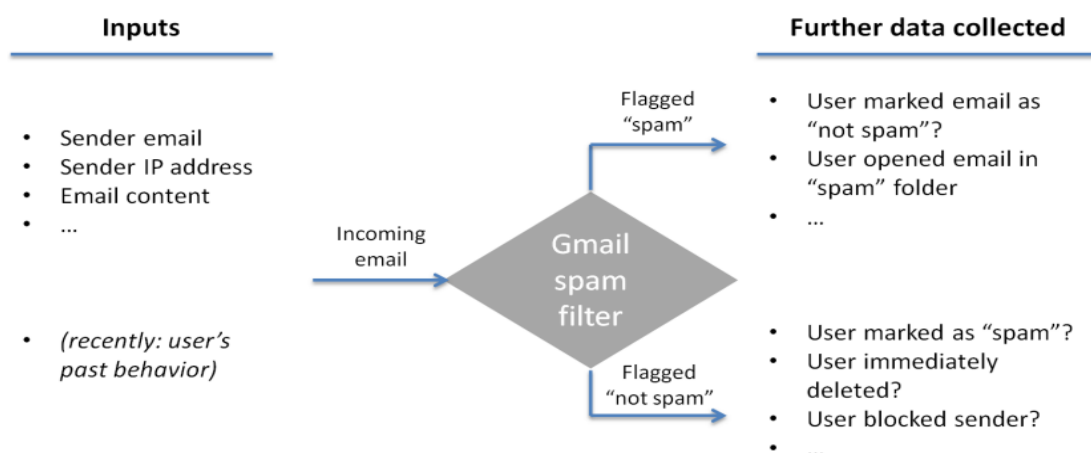 Inputs
• Sender email
• Sender IP address
• Email content
• ...
• (recently: user's
past behavior)
Incoming
email
Gmail
spam
filter
Flagged
“spam”
Flagged
“not spam”
Further data collected
• User marked email as
“not spam”?
• User opened email in
“spam” folder
• ...
• User marked as “spam”?
• User immediately
deleted?
• User blocked sender?
• ...